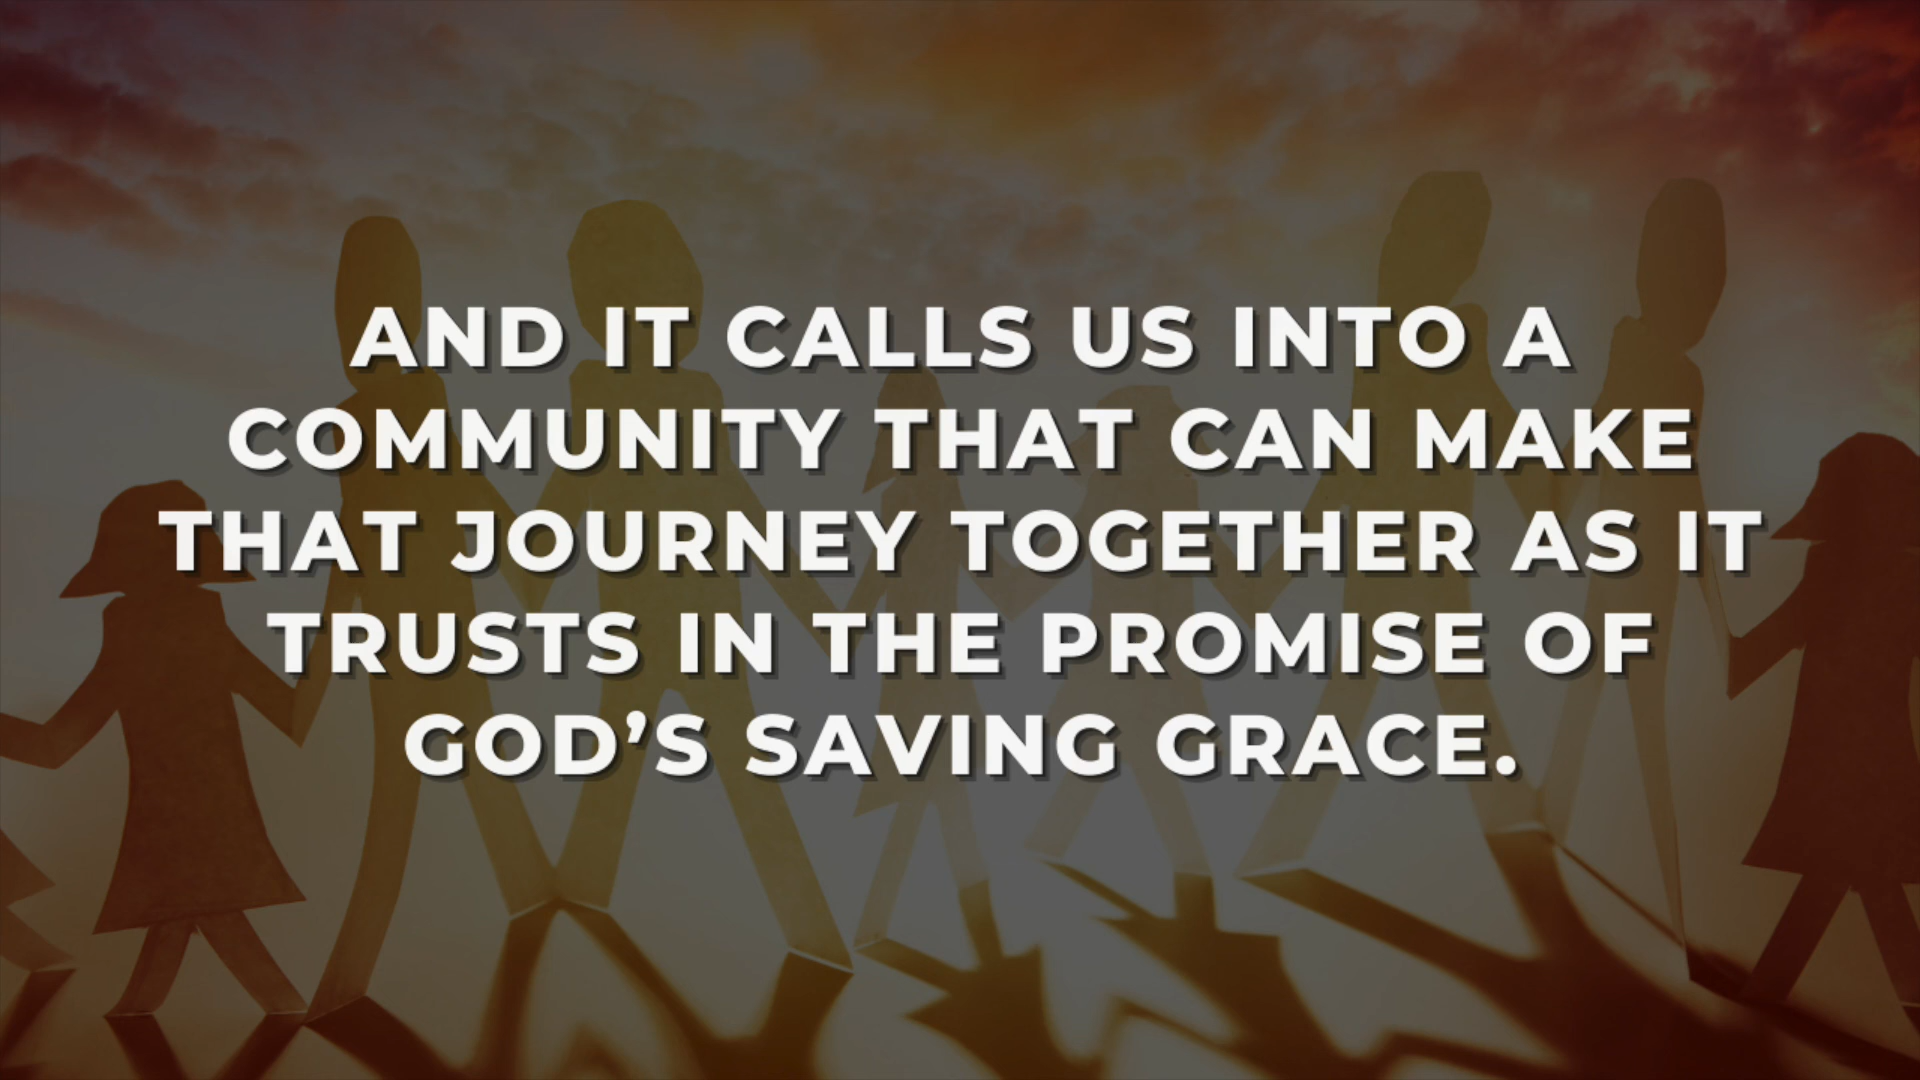 AND IT CALLS US INTO A
COMMUNITY THAT CAN MAKE
THAT JOURNEY TOGETHER AS IT
TRUSTS IN THE PROMISE OF
GOD’S SAVING GRACE.